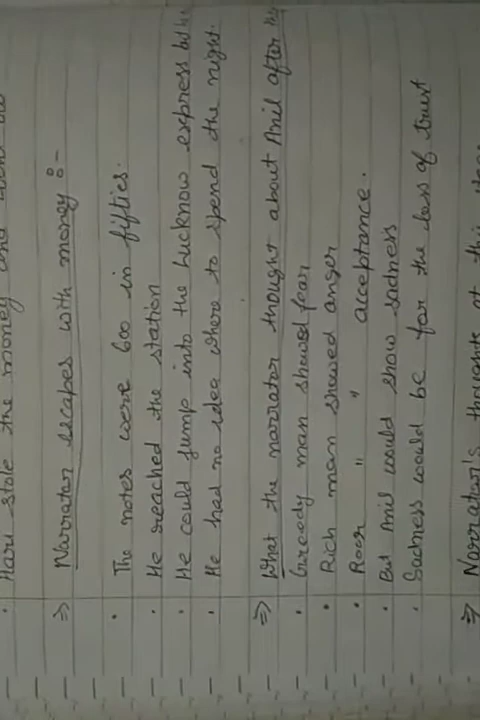 • Hari stole the money and
⇒ Narrator escapes with money :-
• The notes were 600 in fifties.
• He reached the station
• He could jump into the Lucknow express but he
• He had no idea where to spend the night.
⇒ What the narrator thought about Anil after
• Greedy man showed fear
• Rich man showed anger
• Poor " " acceptance.
• But Anil would show sadness
• Sadness would be for the loss of trust
⇒ Narrator's thoughts at this